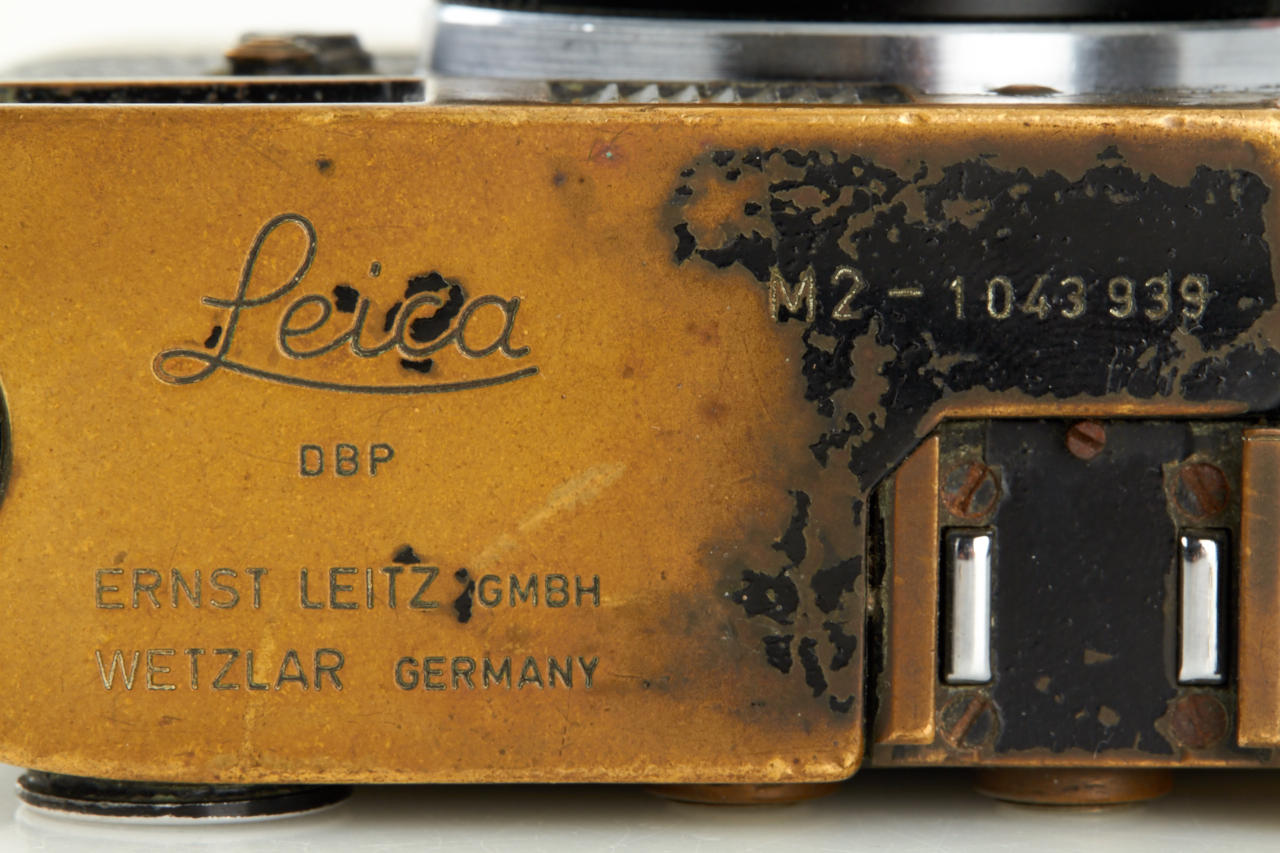 Leica
M2-1043939
DBP
ERNST LEITZ GMBH
WETZLAR GERMANY